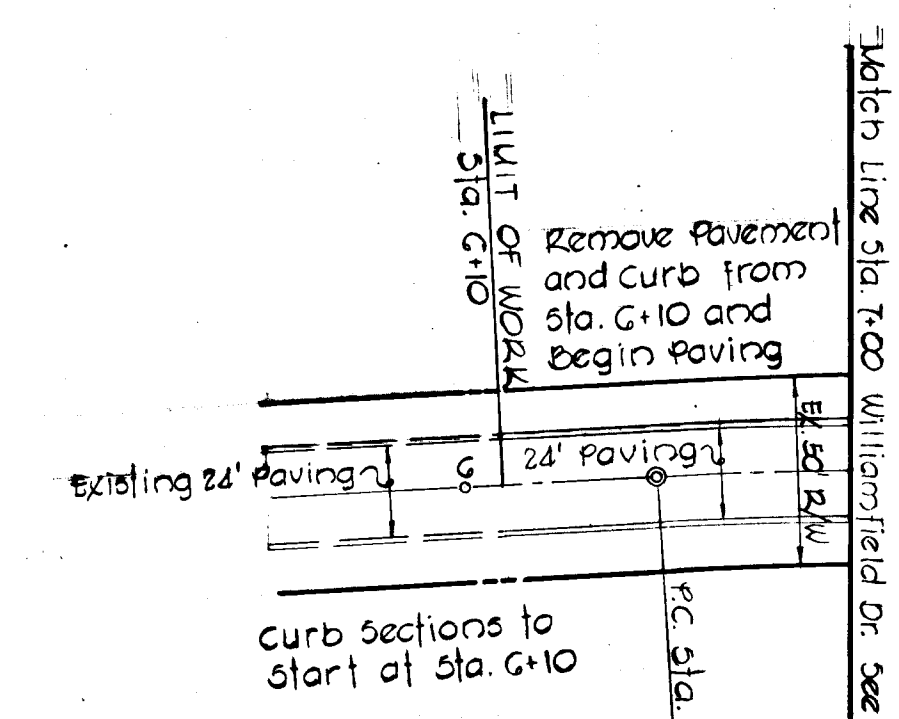 Match Line Sta. 7+00 Williamfield Dr. See
LIMIT OF WORK
Sta. 6+10
Remove Pavement
and Curb from
Sta. 6+10 and
Begin Paving
Ex. 50' R/W
24' Paving
6
Existing 24' Paving
P.C. Sta.
Curb Sections to
Start at Sta. 6+10